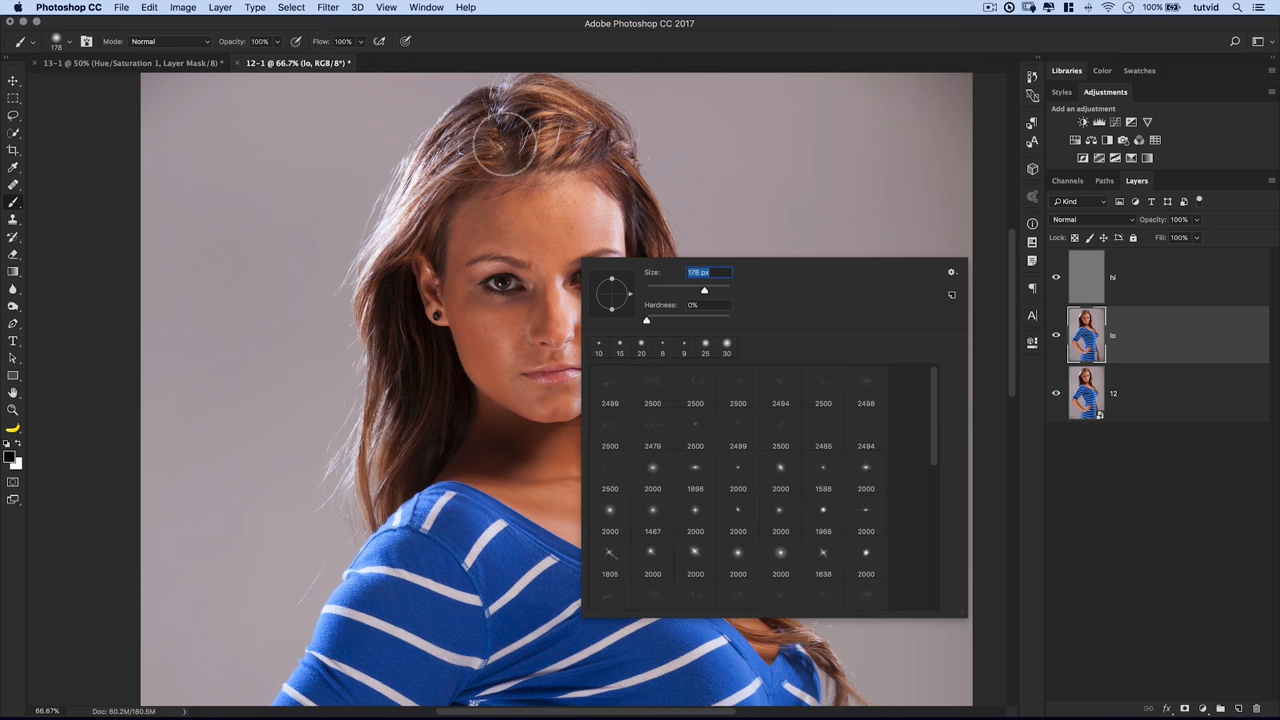 Photoshop CC File Edit Image Layer Type Select Filter 3D View Window Help 100% tutvid
Adobe Photoshop CC 2017
178 Mode: Normal Opacity: 100% Flow: 100%
13-1 @ 50% (Hue/Saturation 1, Layer Mask/8) * 12-1 @ 66.7% (lo, RGB/8*) *
Libraries Color Swatches
Styles Adjustments
Add an adjustment
Channels Paths Layers
Kind
Normal Opacity: 100%
Lock: Fill: 100%
hi
lo
12
Size: 178 px
Hardness: 0%
10 15 20 8 9 25 30
2499 2500 2500 2500 2494 2500 2498
2500 2479 2500 2499 2500 2485 2494
2500 2000 1898 2000 2000 1588 2000
2000 1467 2000 2000 2000 1968 2000
1805 2000 2000 2000 2000 1638 2000
66.67% Doc: 60.2M/180.5M